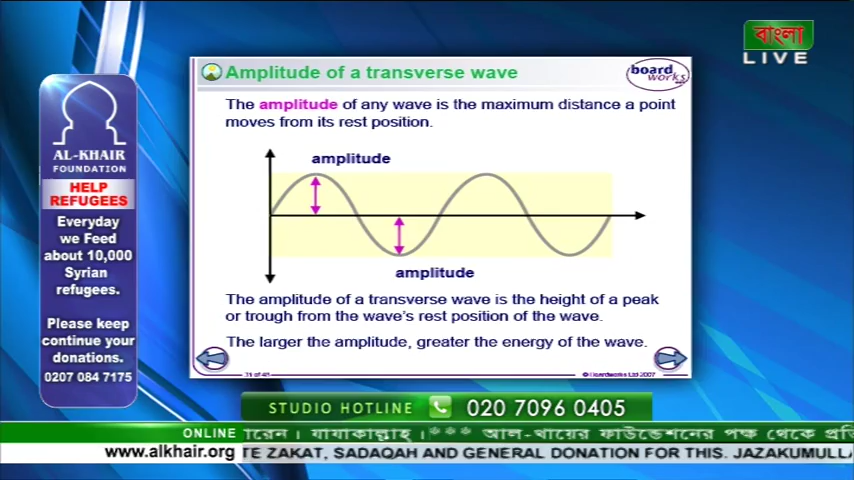 বাংলা
LIVE
Amplitude of a transverse wave
board
works
The amplitude of any wave is the maximum distance a point
moves from its rest position.
amplitude
amplitude
The amplitude of a transverse wave is the height of a peak
or trough from the wave's rest position of the wave.
The larger the amplitude, greater the energy of the wave.
31 of 45
© Boardworks Ltd 2007
AL-KHAIR
FOUNDATION
HELP
REFUGEES
Everyday
we Feed
about 10,000
Syrian
refugees.
Please keep
continue your
donations.
0207 084 7175
STUDIO HOTLINE 020 7096 0405
ONLINE
ারেন। যাযাকাল্লাহ্।*** আল-খায়ের ফাউন্ডেশনের পক্ষ থেকে প্রতি
www.alkhair.org
TE ZAKAT, SADAQAH AND GENERAL DONATION FOR THIS. JAZAKUMULLA